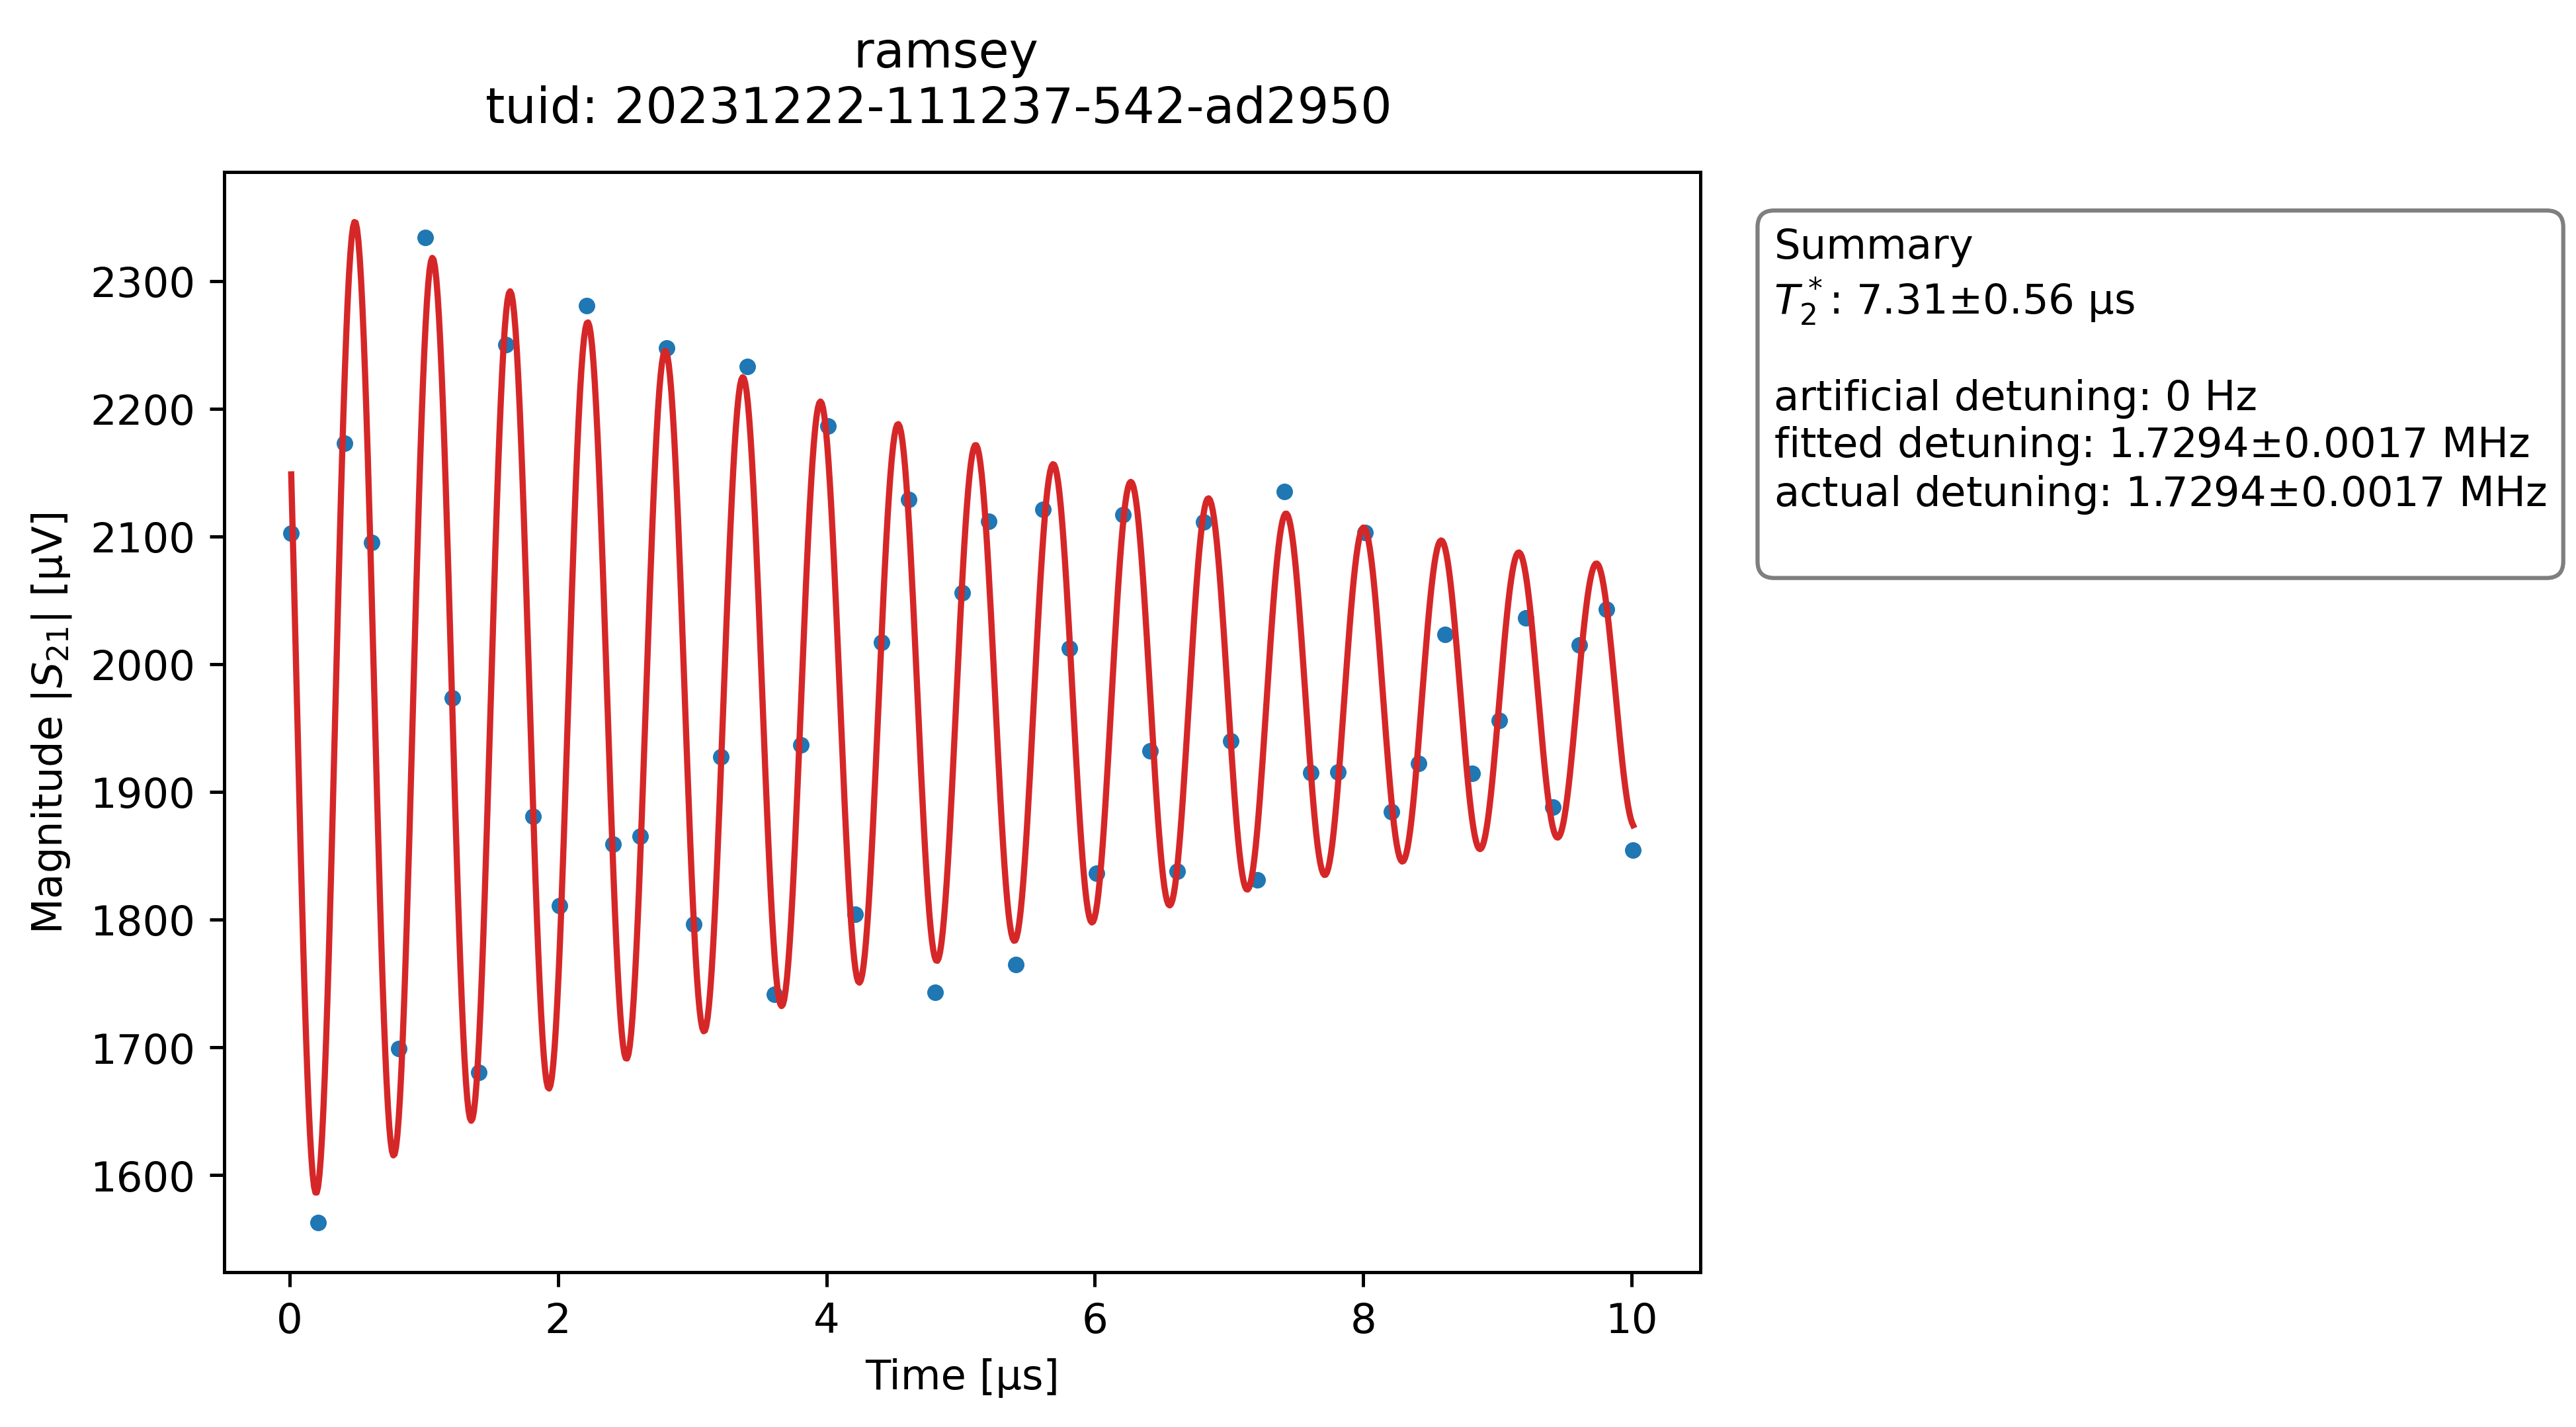 ramsey
tuid: 20231222-111237-542-ad2950
Summary
T₂*: 7.31±0.56 µs
artificial detuning: 0 Hz
fitted detuning: 1.7294±0.0017 MHz
actual detuning: 1.7294±0.0017 MHz
Magnitude |S₂₁| [µV]
2300
2200
2100
2000
1900
1800
1700
1600
0 2 4 6 8 10
Time [µs]